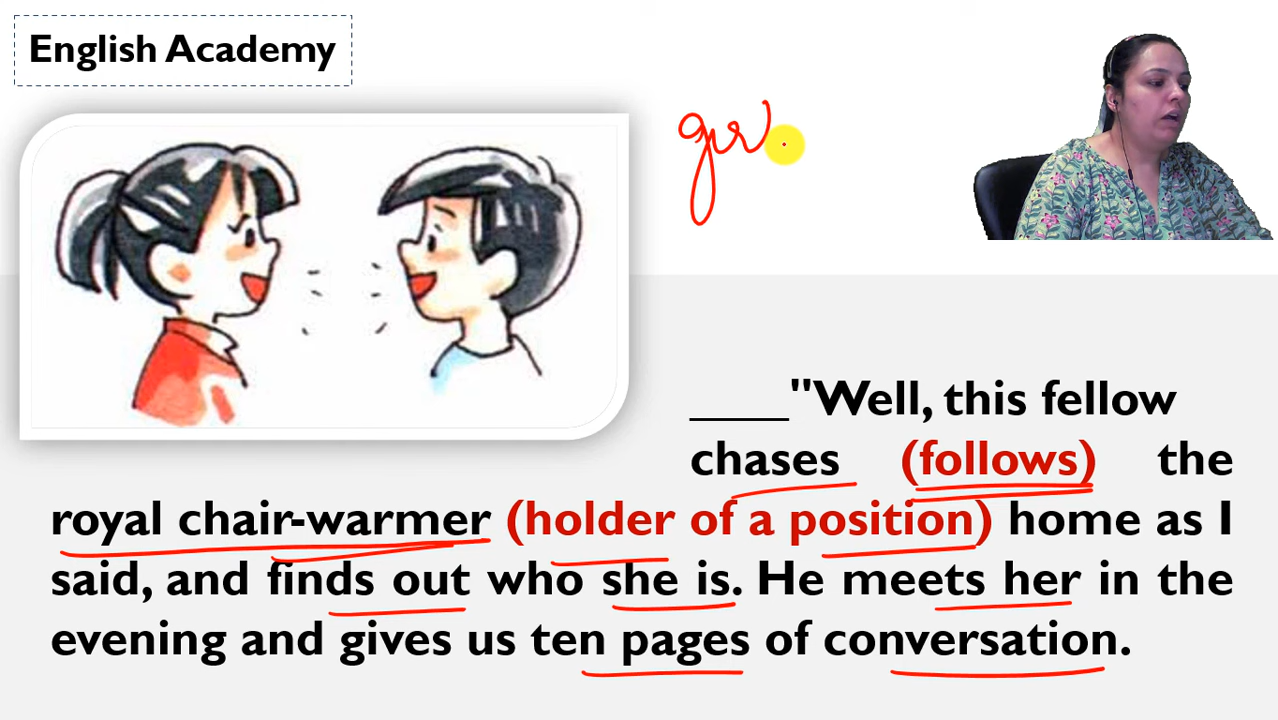 English Academy
gir
____"Well, this fellow
chases (follows) the
royal chair-warmer (holder of a position) home as I
said, and finds out who she is. He meets her in the
evening and gives us ten pages of conversation.